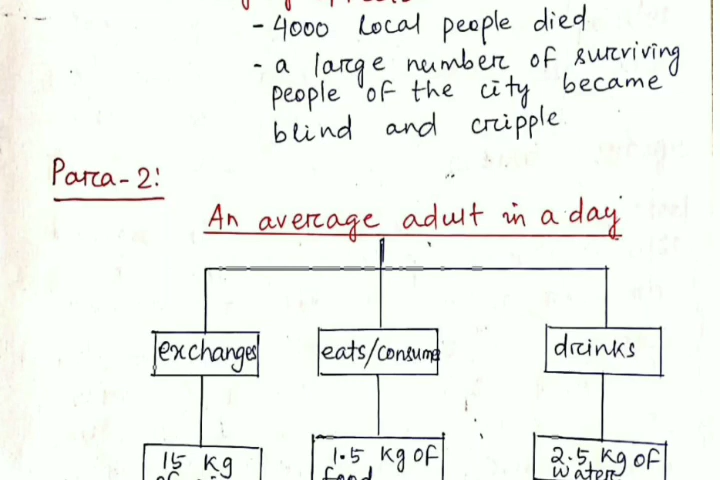 - 4000 local people died
- a large number of surviving
people of the city became
blind and cripple
Para-2:
An average adult in a day
exchanges
eats/consume
drinks
15 kg
1.5 kg of
food
2.5 kg of
water